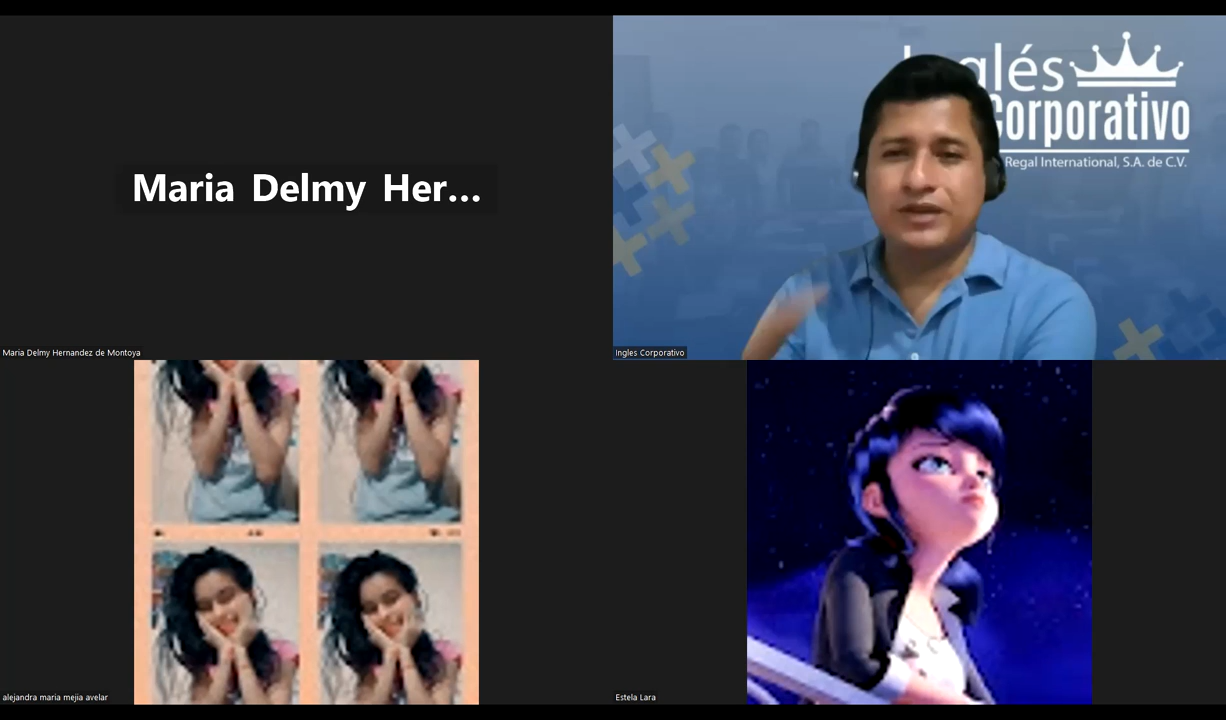 Maria Delmy Her...
Maria Delmy Hernandez de Montoya
glés
Corporativo
Regal International, S.A. de C.V.
Ingles Corporativo
alejandra maria mejia avelar
Estela Lara